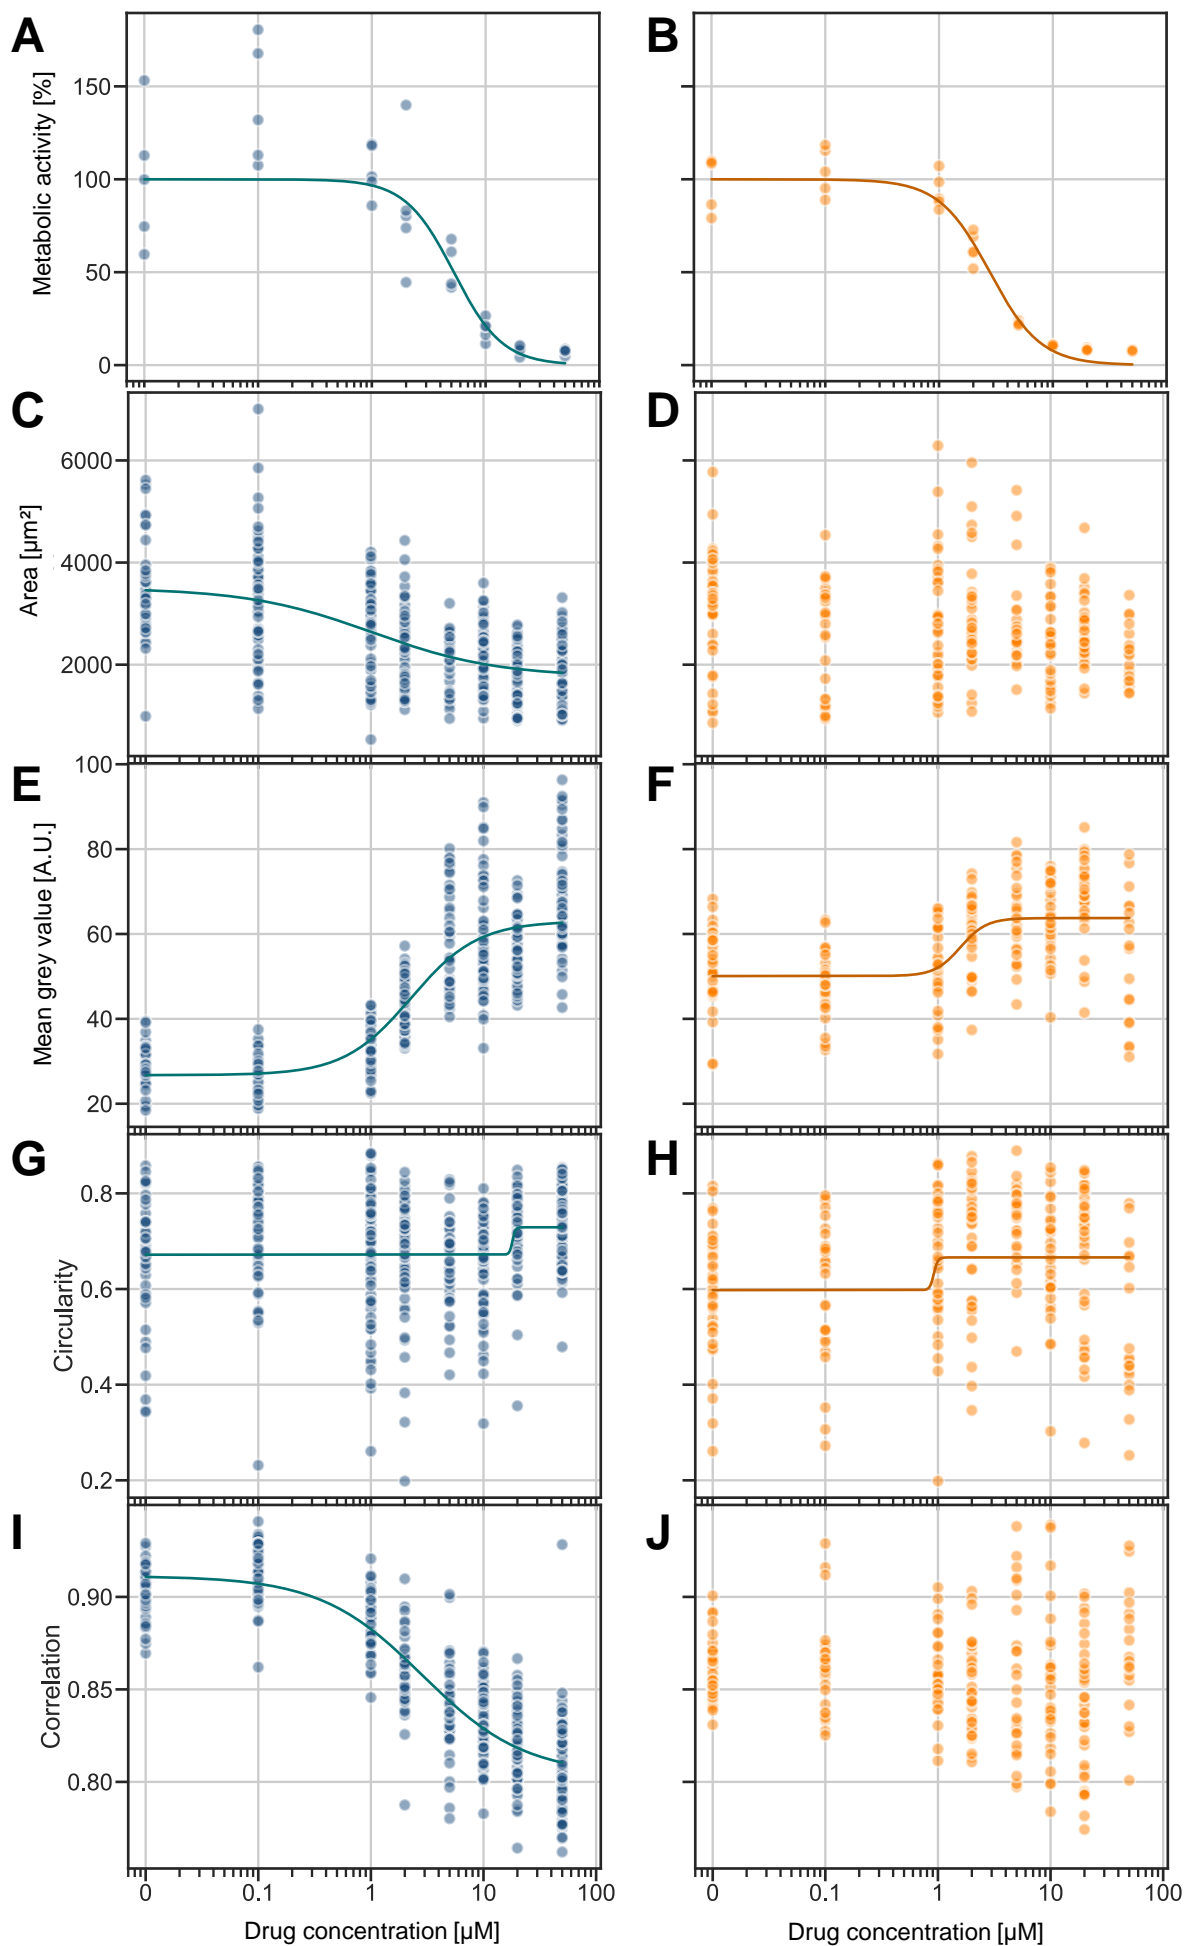 A
B
Metabolic activity [%]
150
100
50
0
C
D
Area [µm²]
6000
4000
2000
E
F
Mean grey value [A.U.]
100
80
60
40
20
G
H
Circularity
0.8
0.6
0.4
0.2
I
J
Correlation
0.90
0.85
0.80
0 0.1 1 10 100
0 0.1 1 10 100
Drug concentration [µM]
Drug concentration [µM]